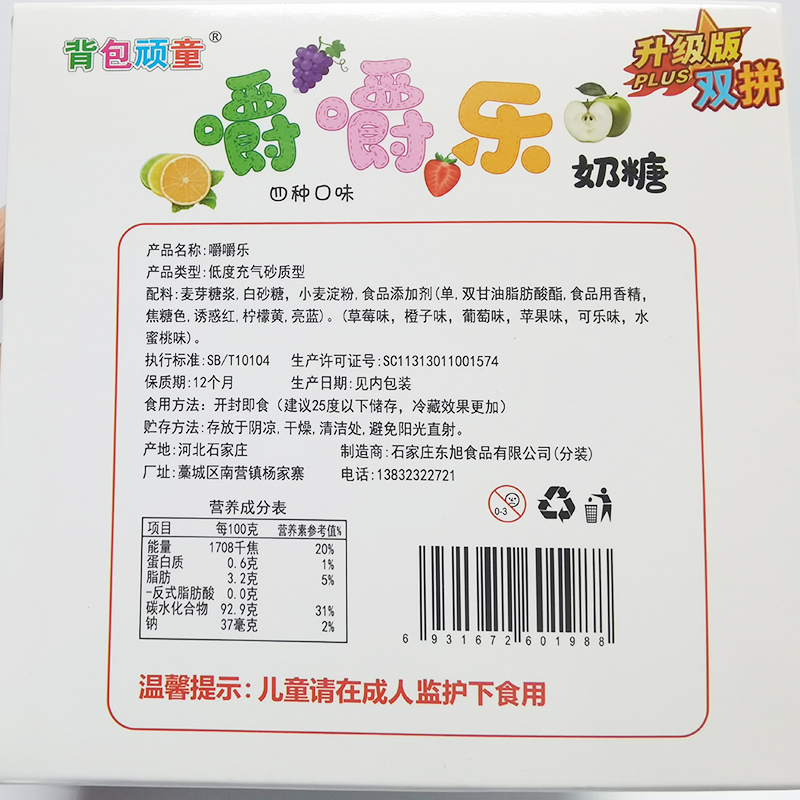 背包顽童®
升级版
PLUS 双拼
嚼嚼乐
奶糖
四种口味
产品名称:嚼嚼乐
产品类型:低度充气砂质型
配料:麦芽糖浆,白砂糖，小麦淀粉,食品添加剂(单,双甘油脂肪酸酯,食品用香精,
焦糖色,诱惑红,柠檬黄,亮蓝)。(草莓味，橙子味，葡萄味，苹果味，可乐味，水
蜜桃味)。
执行标准:SB/T10104 生产许可证号:SC11313011001574
保质期:12个月 生产日期:见内包装
食用方法：开封即食（建议25度以下储存，冷藏效果更加）
贮存方法:存放于阴凉,干燥,清洁处,避免阳光直射。
产地:河北石家庄 制造商:石家庄东旭食品有限公司(分装)
厂址:藁城区南营镇杨家寨 电话:13832322721
0-3
营养成分表
项目 每100克 营养素参考值%
能量 1708千焦 20%
蛋白质 0.6克 1%
脂肪 3.2克 5%
-反式脂肪酸 0.0克
碳水化合物 92.9克 31%
钠 37毫克 2%
6 931672 601988
温馨提示:儿童请在成人监护下食用